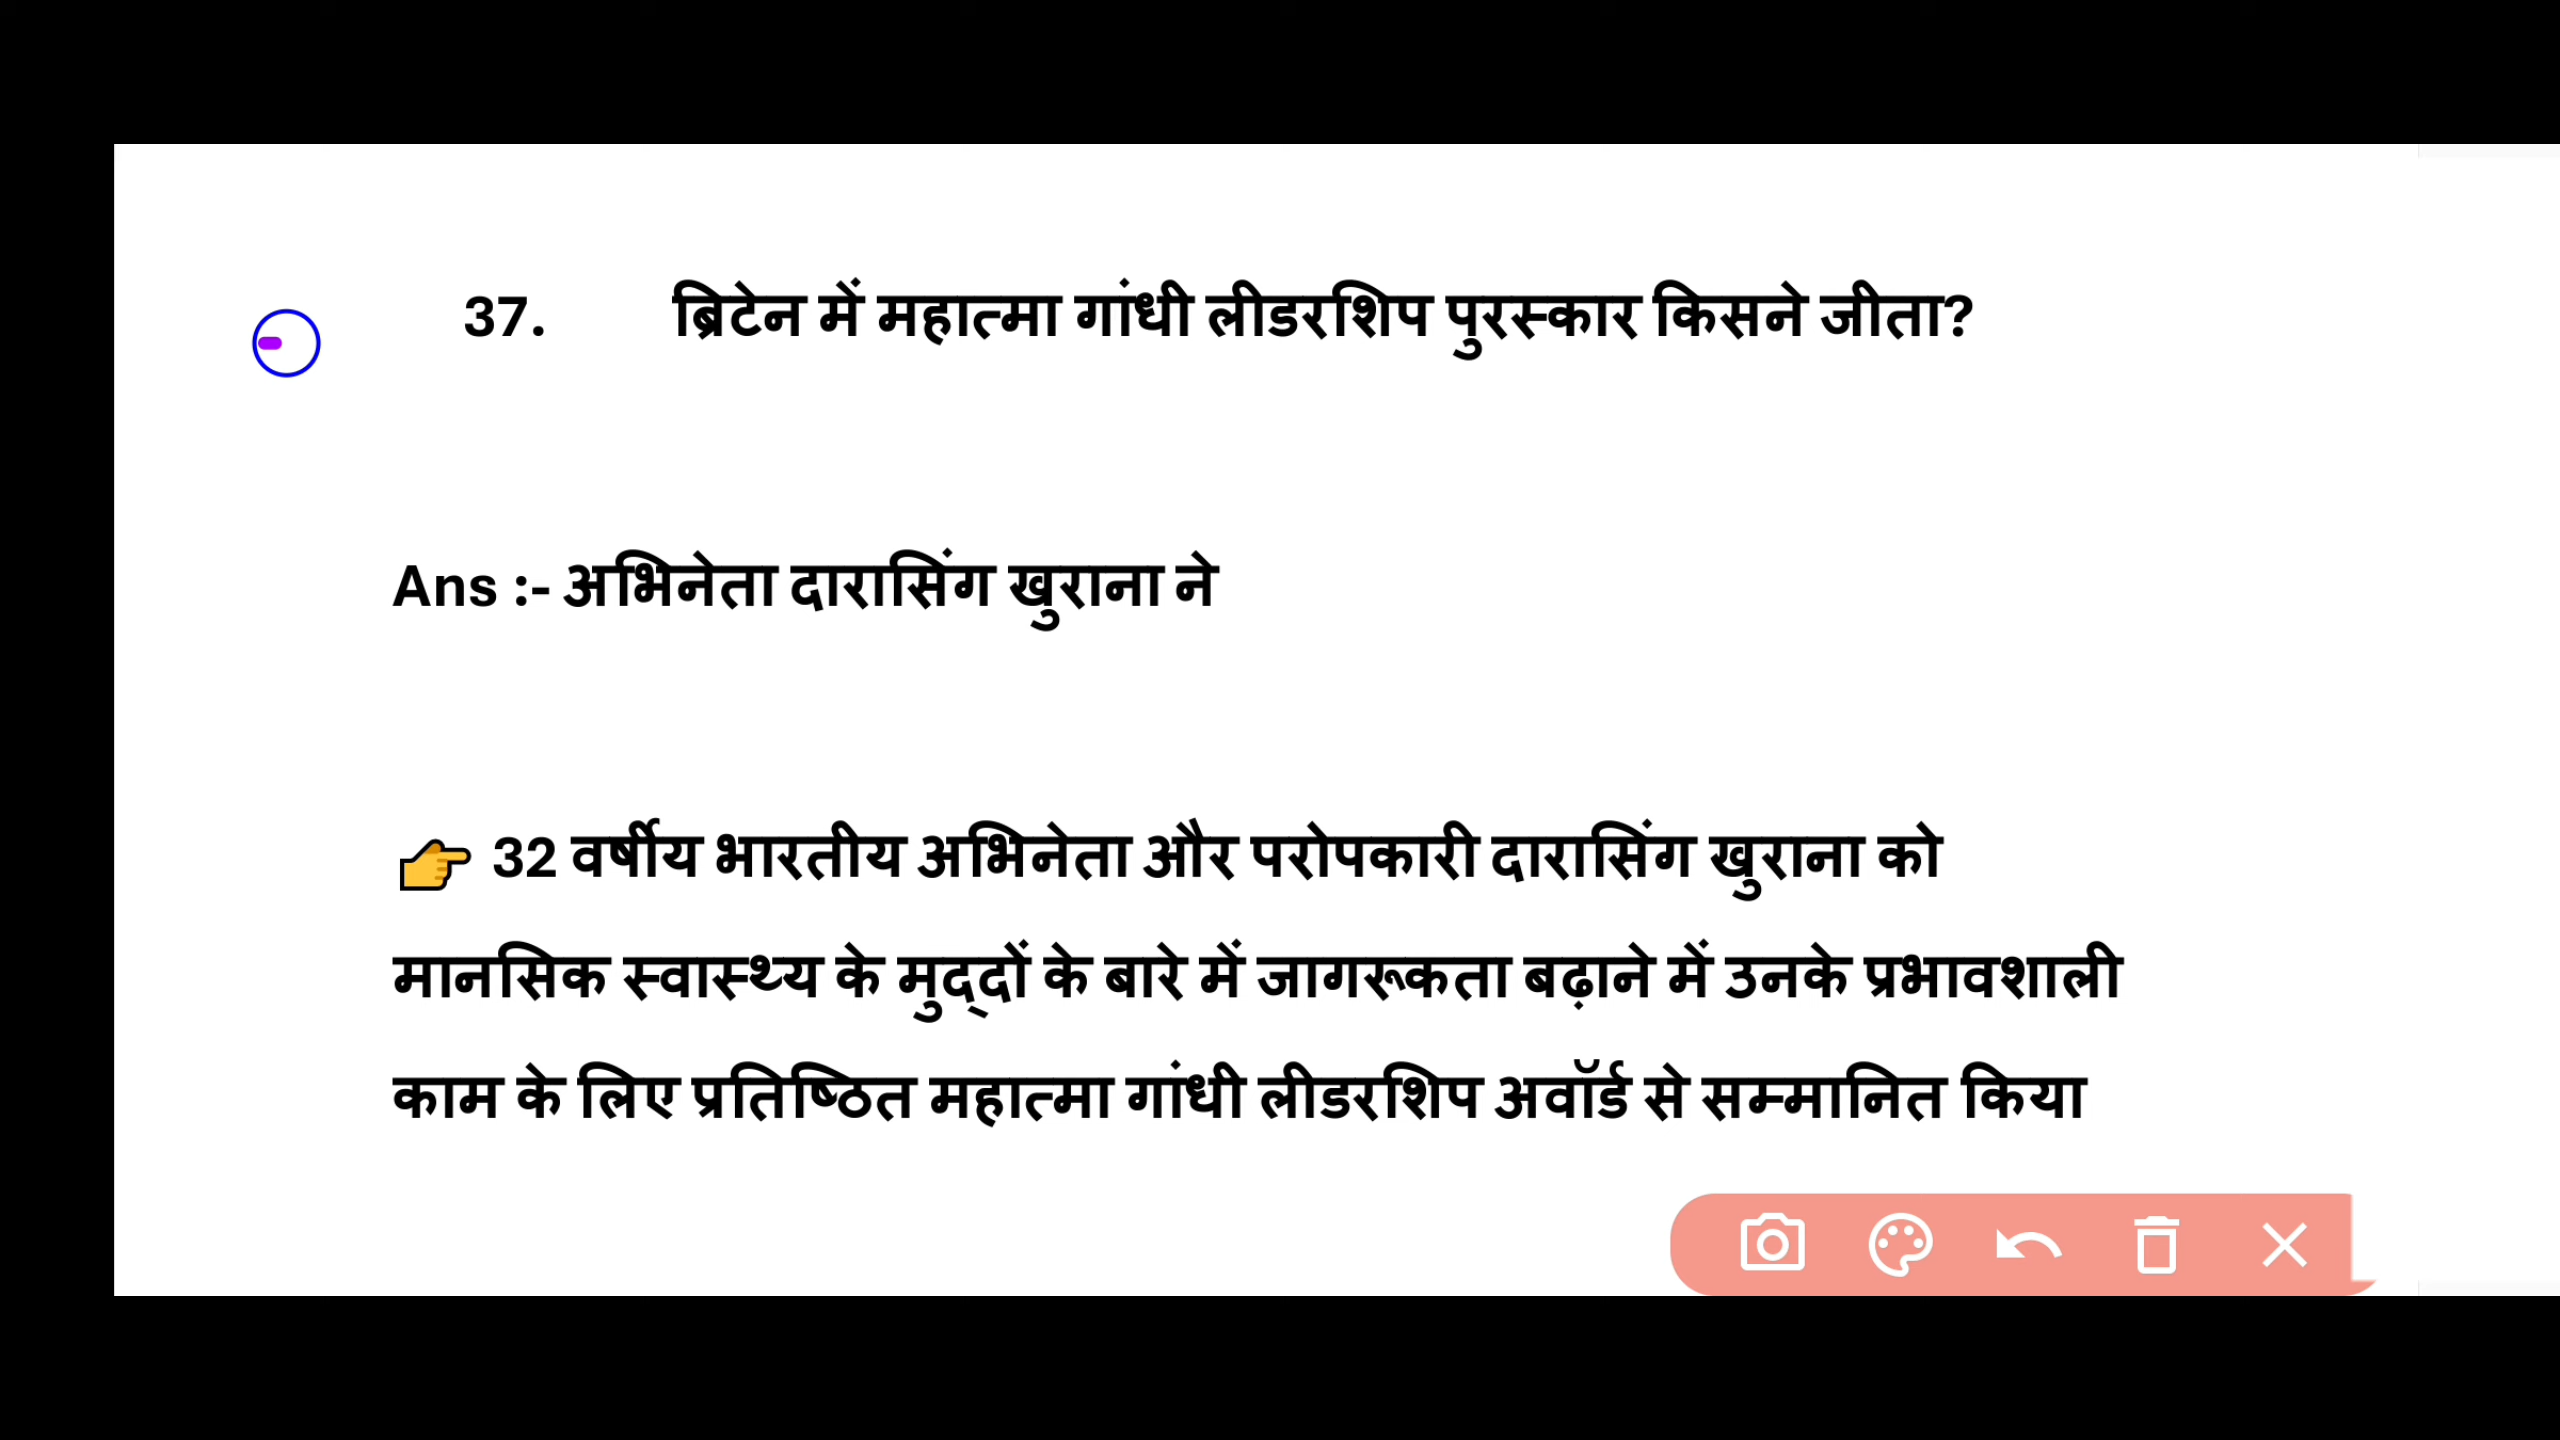 37. ब्रिटेन में महात्मा गांधी लीडरशिप पुरस्कार किसने जीता?
Ans :- अभिनेता दारासिंग खुराना ने
👉 32 वर्षीय भारतीय अभिनेता और परोपकारी दारासिंग खुराना को
मानसिक स्वास्थ्य के मुद्दों के बारे में जागरूकता बढ़ाने में उनके प्रभावशाली
काम के लिए प्रतिष्ठित महात्मा गांधी लीडरशिप अवॉर्ड से सम्मानित किया